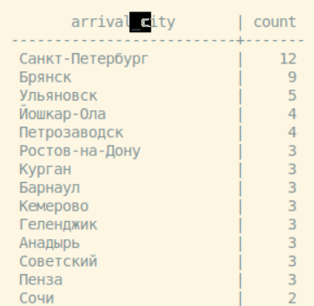 arrival_city | count
---------------------------+-------
Санкт-Петербург | 12
Брянск | 9
Ульяновск | 5
Йошкар-Ола | 4
Петрозаводск | 4
Ростов-на-Дону | 3
Курган | 3
Барнаул | 3
Кемерово | 3
Геленджик | 3
Анадырь | 3
Советский | 3
Пенза | 3
Сочи | 2